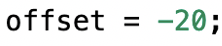 offset = -20;